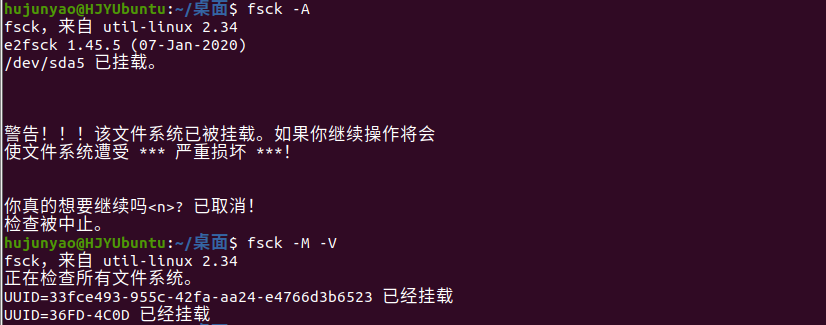 hujunyao@HJYUbuntu:~/桌面$ fsck -A
fsck，来自 util-linux 2.34
e2fsck 1.45.5 (07-Jan-2020)
/dev/sda5 已挂载。
警告！！！该文件系统已被挂载。如果你继续操作将会
使文件系统遭受 *** 严重损坏 ***！
你真的想要继续吗<n>? 已取消！
检查被中止。
hujunyao@HJYUbuntu:~/桌面$ fsck -M -V
fsck，来自 util-linux 2.34
正在检查所有文件系统。
UUID=33fce493-955c-42fa-aa24-e4766d3b6523 已经挂载
UUID=36FD-4C0D 已经挂载